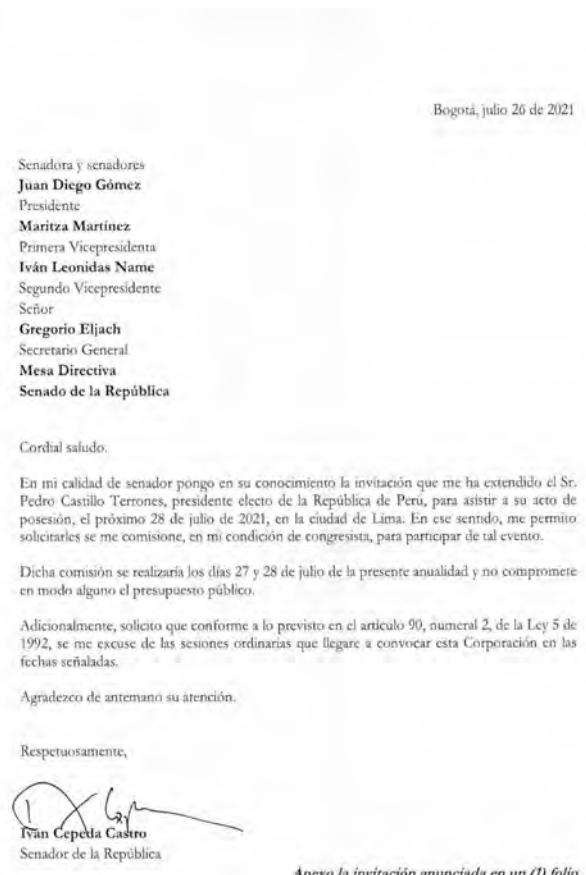 Bogotá, julio 26 de 2021
Senadora y senadores
Juan Diego Gómez
Presidente
Maritza Martínez
Primera Vicepresidenta
Iván Leonidas Name
Segundo Vicepresidente
Señor
Gregorio Eljach
Secretario General
Mesa Directiva
Senado de la República
Cordial saludo.
En mi calidad de senador pongo en su conocimiento la invitación que me ha extendido el Sr.
Pedro Castillo Terrones, presidente electo de la República de Perú, para asistir a su acto de
posesión, el próximo 28 de julio de 2021, en la ciudad de Lima. En ese sentido, me permito
solicitarles se me comisione, en mi condición de congresista, para participar de tal evento.
Dicha comisión se realizaría los días 27 y 28 de julio de la presente anualidad y no compromete
en modo alguno el presupuesto público.
Adicionalmente, solicito que conforme a lo previsto en el artículo 90, numeral 2, de la Ley 5 de
1992, se me excuse de las sesiones ordinarias que llegare a convocar esta Corporación en las
fechas señaladas.
Agradezco de antemano su atención.
Respetuosamente,
Iván Cepeda Castro
Senador de la República
Anexo la invitación anunciada en un (1) folio